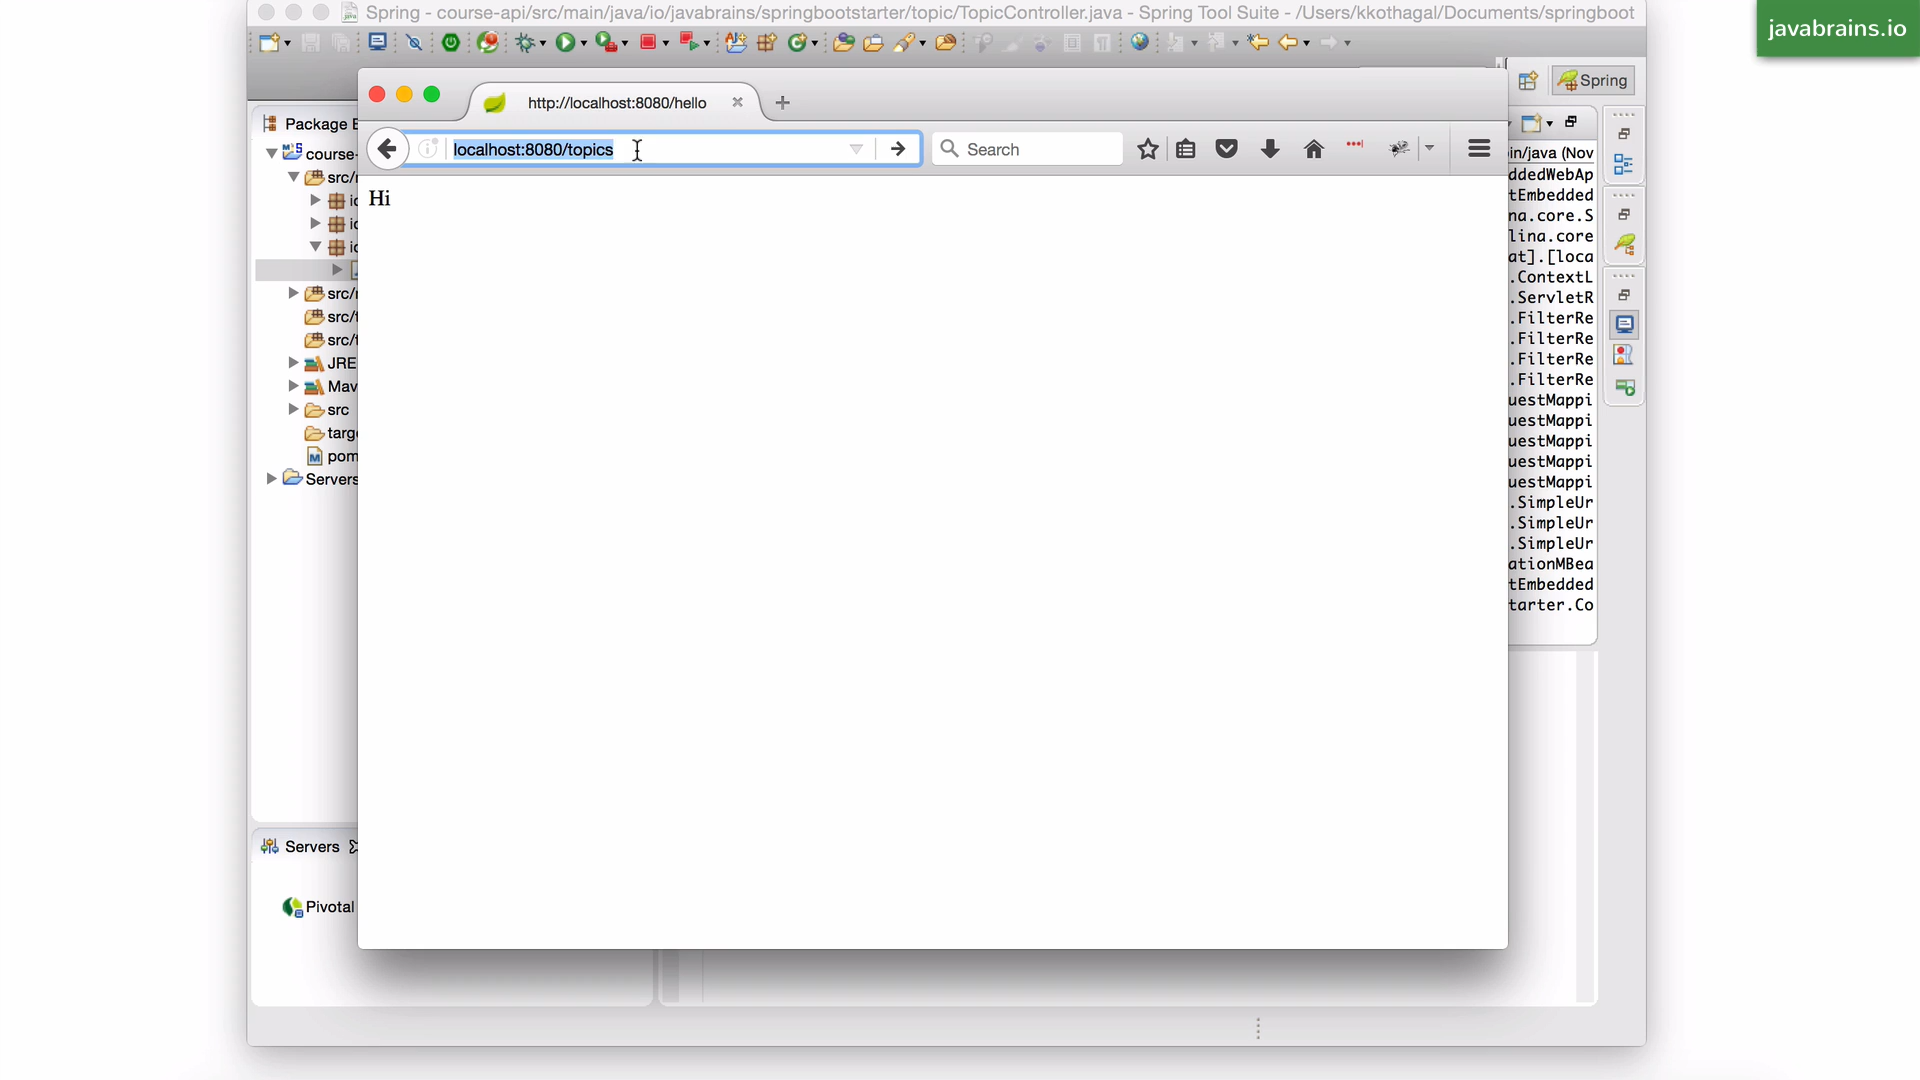 Spring - course-api/src/main/java/io/javabrains/springbootstarter/topic/TopicController.java - Spring Tool Suite - /Users/kkothagal/Documents/springboot
javabrains.io
Spring
http://localhost:8080/hello
localhost:8080/topics
Search
Hi
Package E
course-
src/
src/
src/t
src/t
JRE
Mav
src
targe
pom
Servers
Servers
Pivotal
in/java (Nov
ddedWebAp
tEmbedded
na.core.S
lina.core
at].[loca
.ContextL
.ServletR
.FilterRe
.FilterRe
.FilterRe
.FilterRe
uestMappi
uestMappi
uestMappi
uestMappi
uestMappi
.SimpleUr
.SimpleUr
.SimpleUr
ationMBea
tEmbedded
tarter.Co